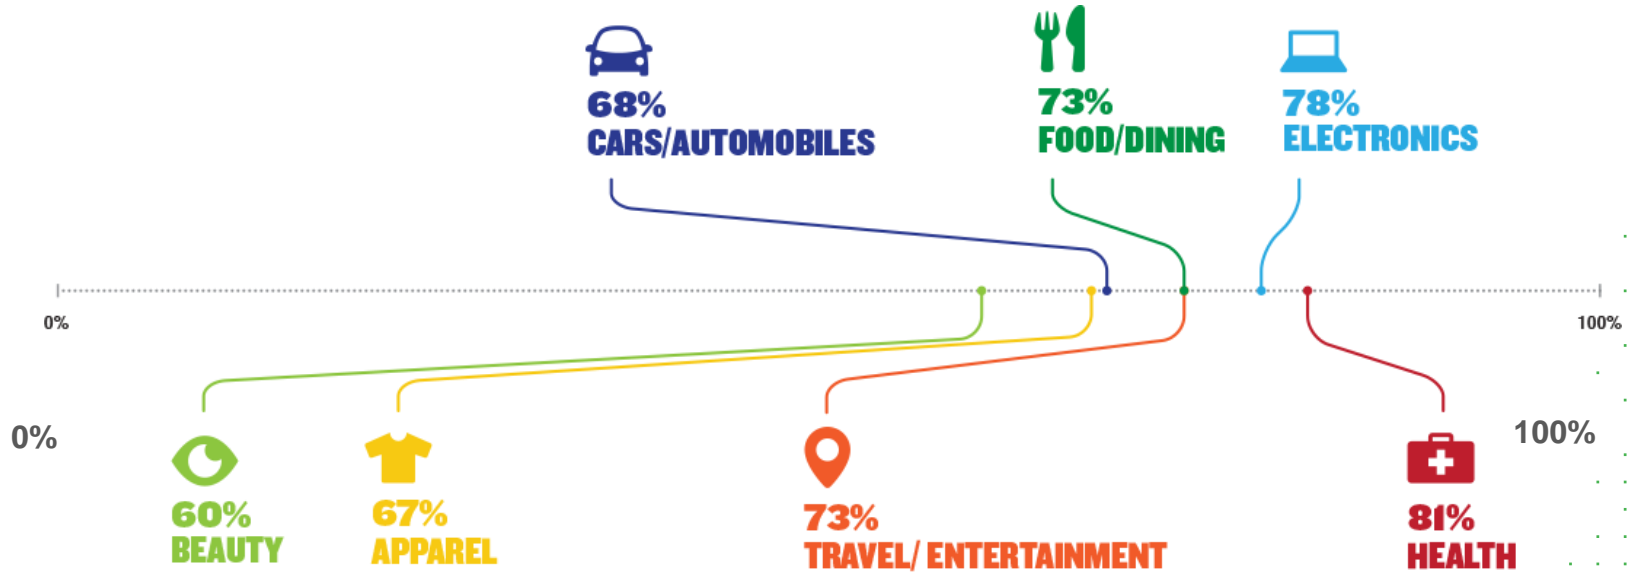 68%
CARS/AUTOMOBILES
73%
FOOD/DINING
78%
ELECTRONICS
0%
100%
0%
100%
60%
BEAUTY
67%
APPAREL
73%
TRAVEL/ ENTERTAINMENT
81%
HEALTH